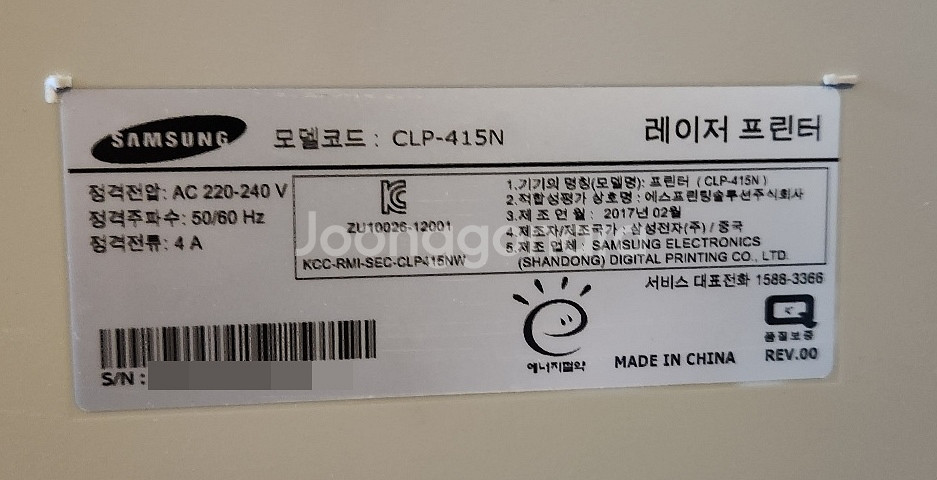 SAMSUNG 모델코드 : CLP-415N 레이저 프린터
정격전압: AC 220-240 V
정격주파수: 50/60 Hz
정격전류: 4 A
ZU10026-12001
KCC-RMI-SEC-CLP415NW
1.기기의 명칭(모델명): 프린터 ( CLP-415N )
2.적합성평가 상호명 : 에스프린팅솔루션주식회사
3.제 조 연 월 : 2017년 02월
4.제조자/제조국가 : 삼성전자(주) / 중국
5.제조 업체 : SAMSUNG ELECTRONICS
(SHANDONG) DIGITAL PRINTING CO., LTD.
서비스 대표전화 1588-3366
S/N :
에너지절약
MADE IN CHINA
품질보증
REV.00